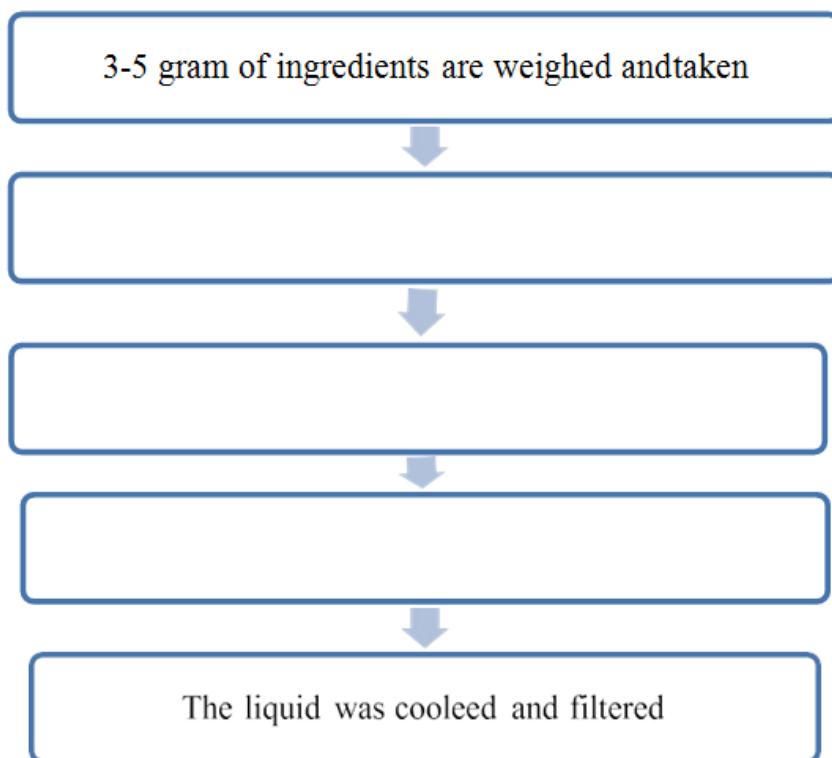 3-5 gram of ingredients are weighed andtaken
The liquid was cooleed and filtered